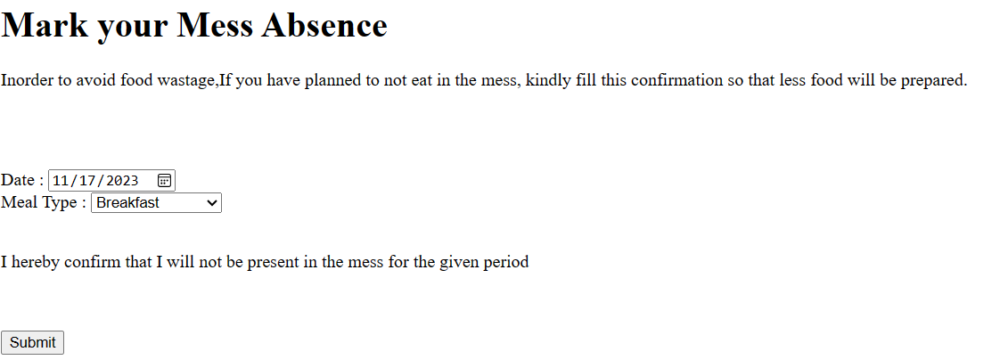 Mark your Mess Absence
Inorder to avoid food wastage,If you have planned to not eat in the mess, kindly fill this confirmation so that less food will be prepared.
Date : 11/17/2023
Meal Type : Breakfast
I hereby confirm that I will not be present in the mess for the given period
Submit